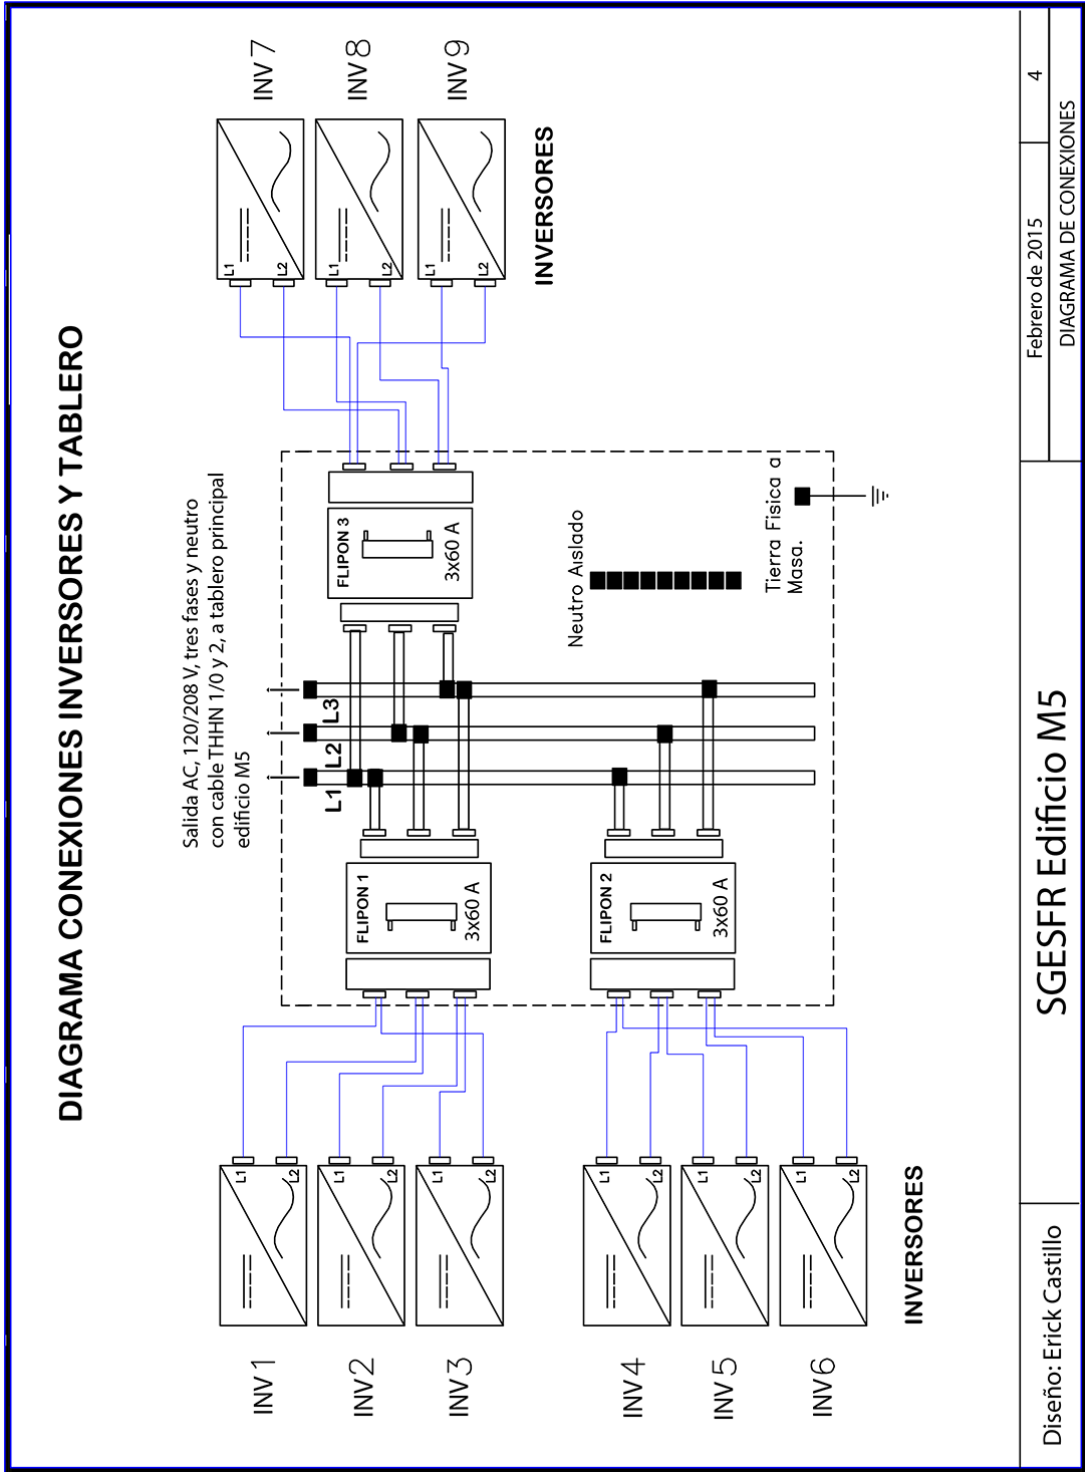 DIAGRAMA CONEXIONES INVERSORES Y TABLERO
Salida AC, 120/208 V, tres fases y neutro
con cable THHN 1/0 y 2, a tablero principal
edificio M5
INV 1
L1
L2
INV 2
L1
L2
INV 3
L1
L2
INV 4
L1
L2
INV 5
L1
L2
INV 6
L1
L2
INVERSORES
FLIPON 1
3x60 A
FLIPON 2
3x60 A
L1
L2
L3
FLIPON 3
3x60 A
Neutro Aislado
Tierra Fisica a
Masa.
INV 7
L1
L2
INV 8
L1
L2
INV 9
L1
L2
INVERSORES
Diseño: Erick Castillo
SGESFR Edificio M5
Febrero de 2015
4
DIAGRAMA DE CONEXIONES